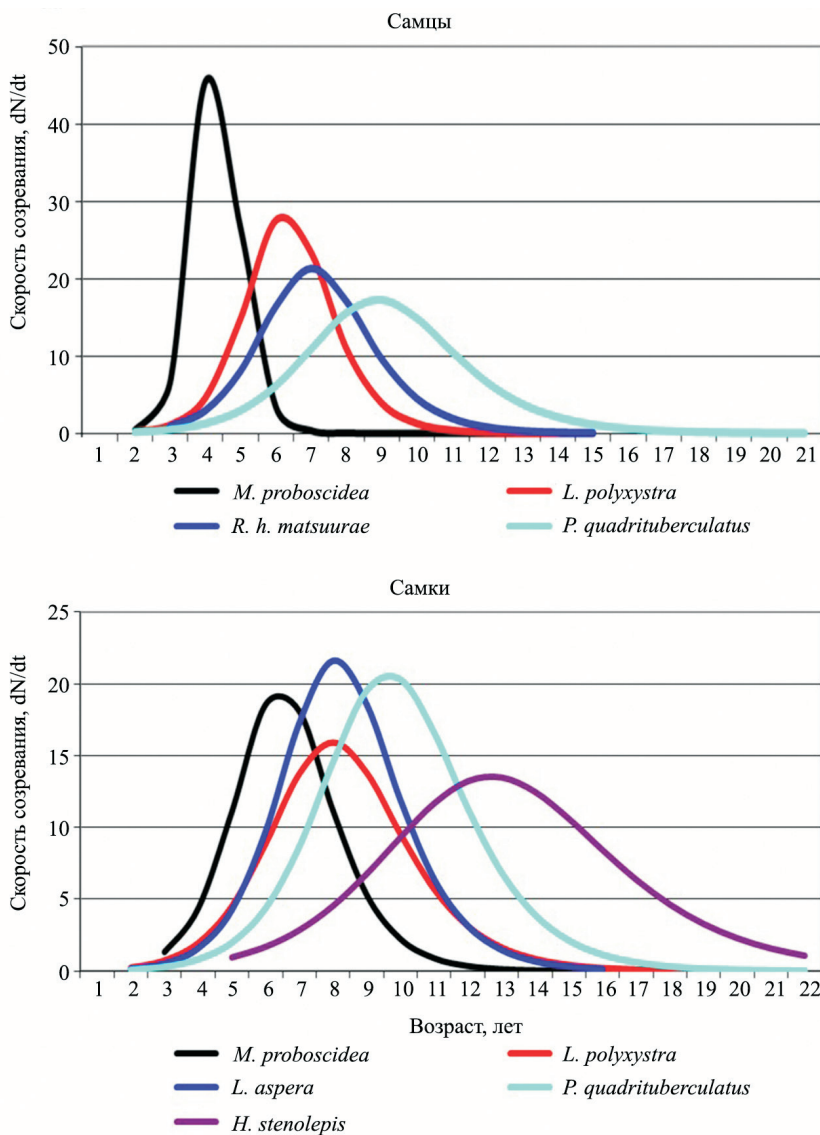 Самцы
Скорость созревания, dN/dt
50
40
30
20
10
0
1 2 3 4 5 6 7 8 9 10 11 12 13 14 15 16 17 18 19 20 21
M. proboscidea L. polyxystra
R. h. matsuurae P. quadrituberculatus
Самки
Скорость созревания, dN/dt
25
20
15
10
5
0
1 2 3 4 5 6 7 8 9 10 11 12 13 14 15 16 17 18 19 20 21 22
Возраст, лет
M. proboscidea L. polyxystra
L. aspera P. quadrituberculatus
H. stenolepis